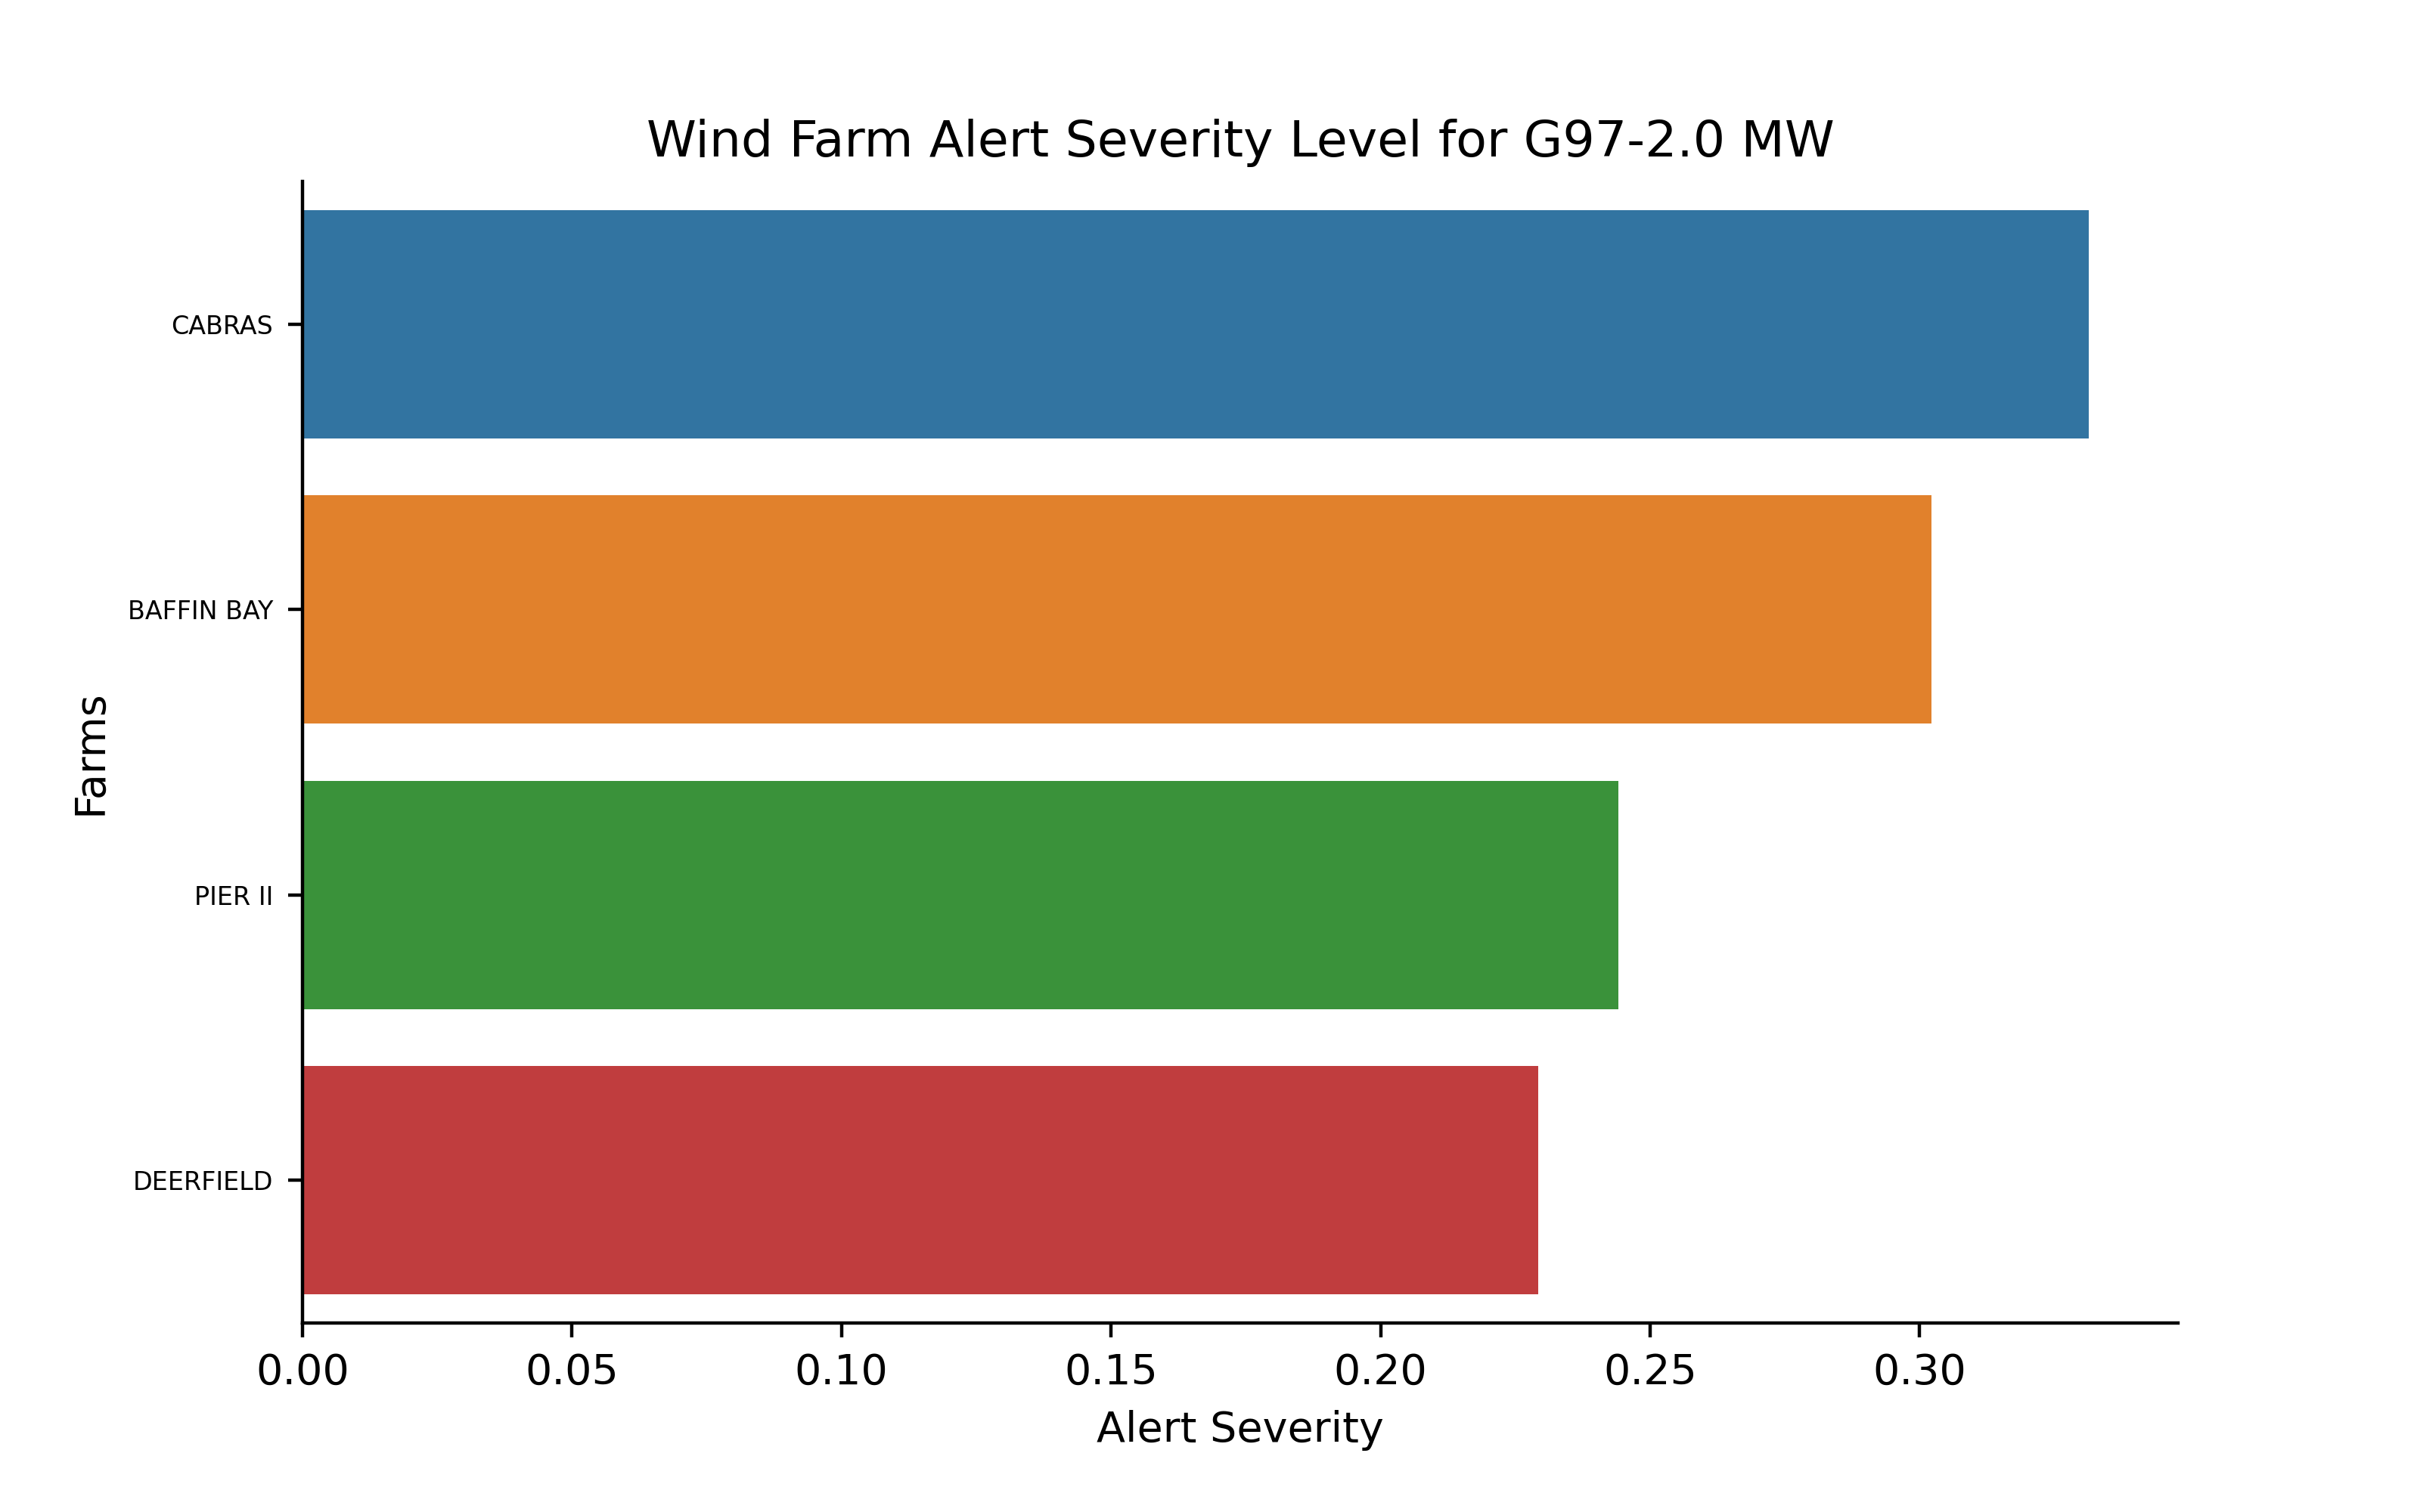 Wind Farm Alert Severity Level for G97-2.0 MW
CABRAS
BAFFIN BAY
PIER II
DEERFIELD
Farms
0.00 0.05 0.10 0.15 0.20 0.25 0.30
Alert Severity